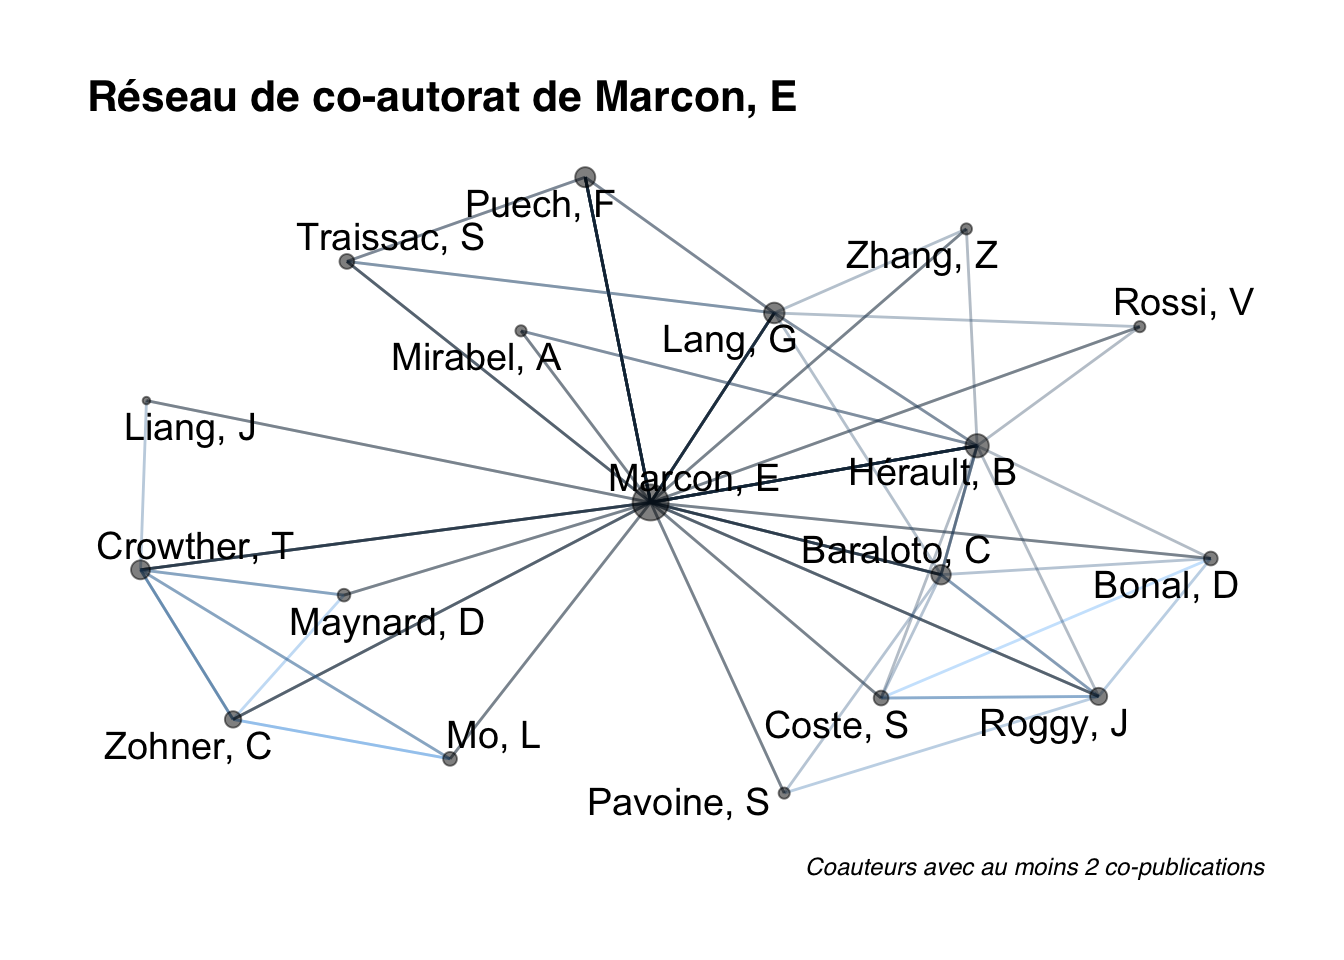 Réseau de co-autorat de Marcon, E
Puech, F
Traissac, S
Zhang, Z
Rossi, V
Lang, G
Mirabel, A
Liang, J
Marcon, E
Hérault, B
Crowther, T
Baraloto, C
Bonal, D
Maynard, D
Coste, S
Roggy, J
Mo, L
Zohner, C
Pavoine, S
Coauteurs avec au moins 2 co-publications